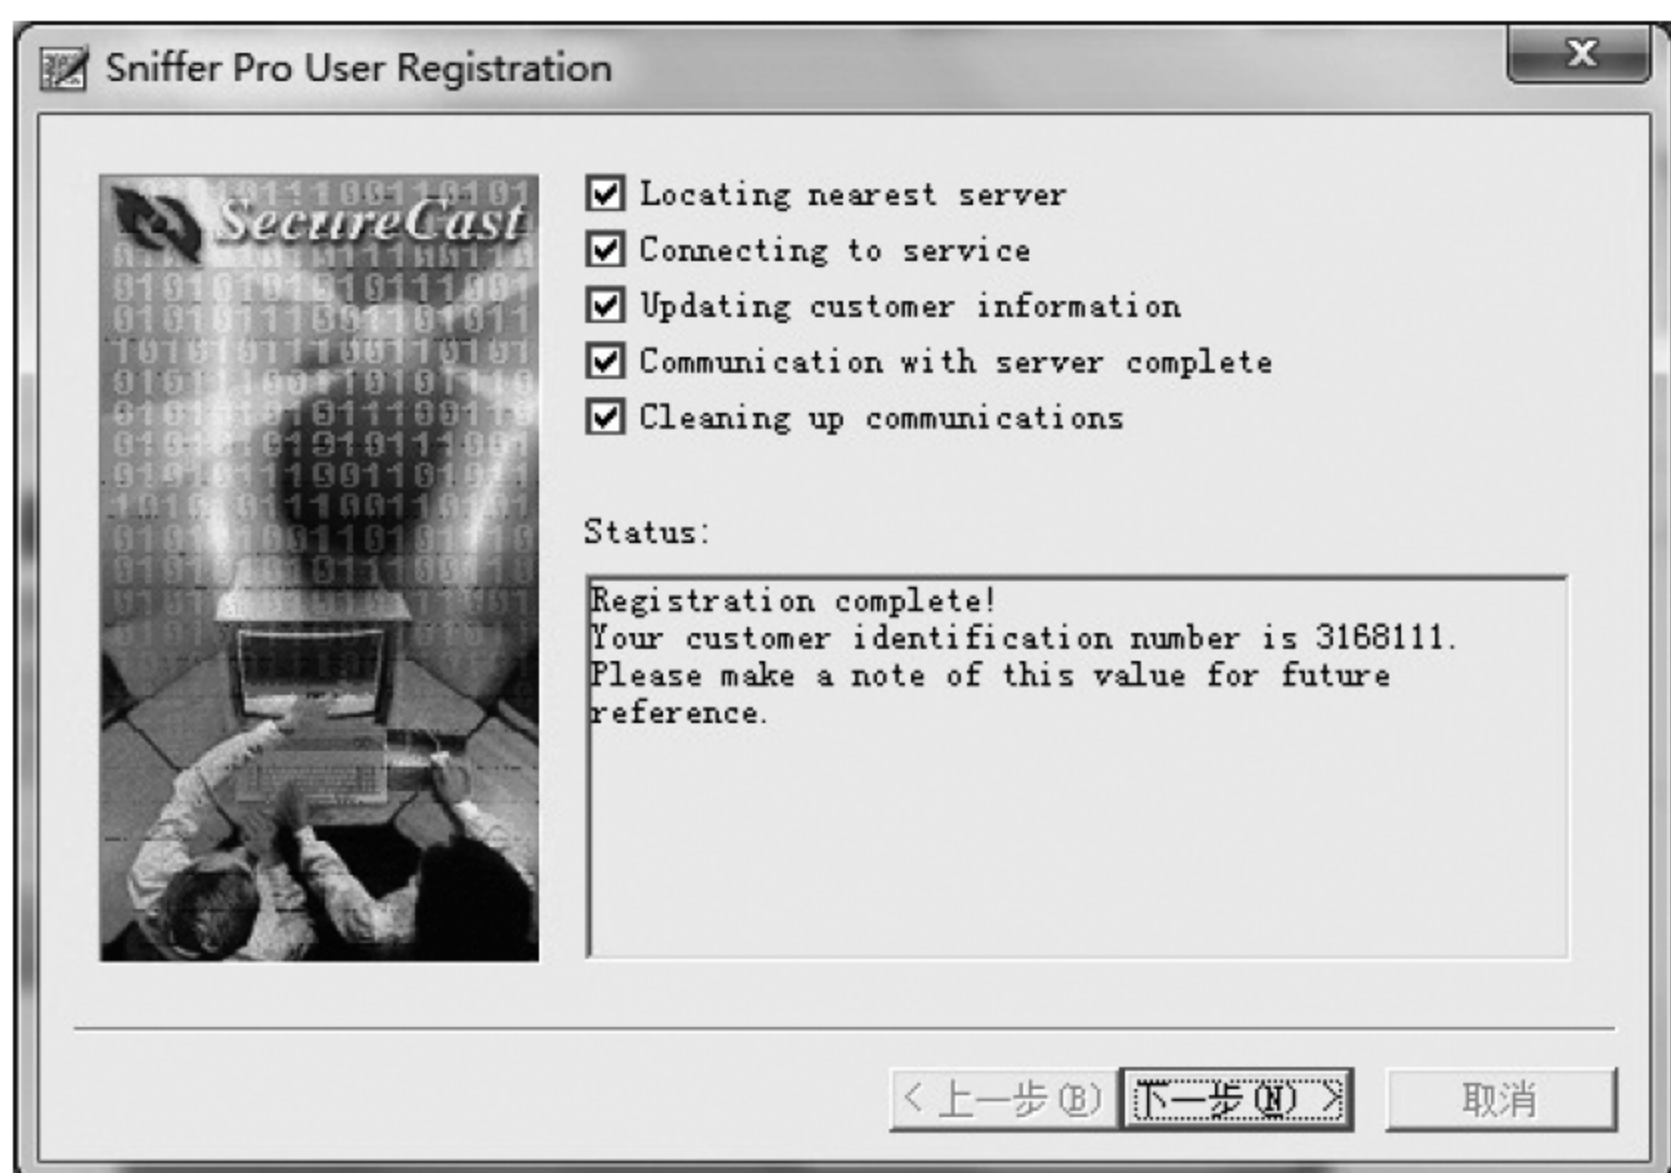 Sniffer Pro User Registration
SecureCast
Locating nearest server
Connecting to service
Updating customer information
Communication with server complete
Cleaning up communications
Status:
Registration complete!
Your customer identification number is 3168111.
Please make a note of this value for future
reference.
< 上一步(B) 下一步(N) > 取消